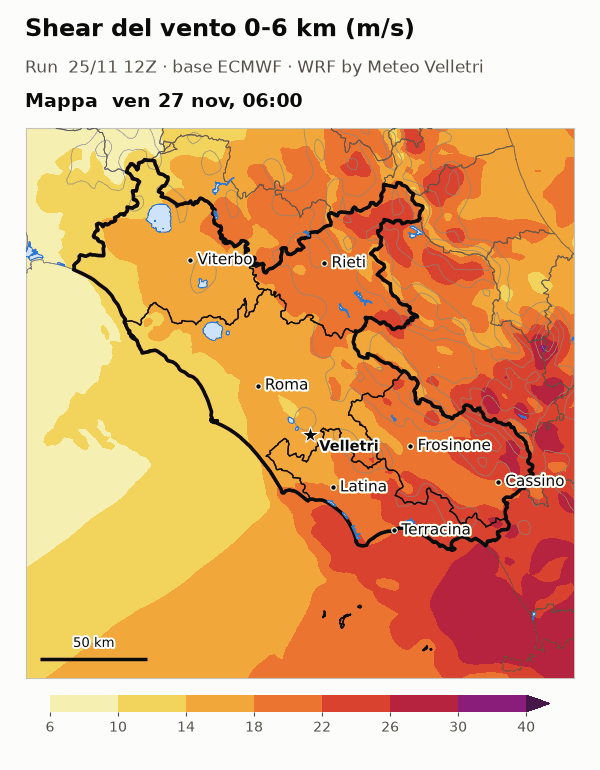 Shear del vento 0-6 km (m/s)
Run  25/11 12Z · base ECMWF · WRF by Meteo Velletri
Mappa  ven 27 nov, 06:00
Viterbo
Rieti
Roma
Velletri
Frosinone
Cassino
Latina
Terracina
50 km
6 10 14 18 22 26 30 40